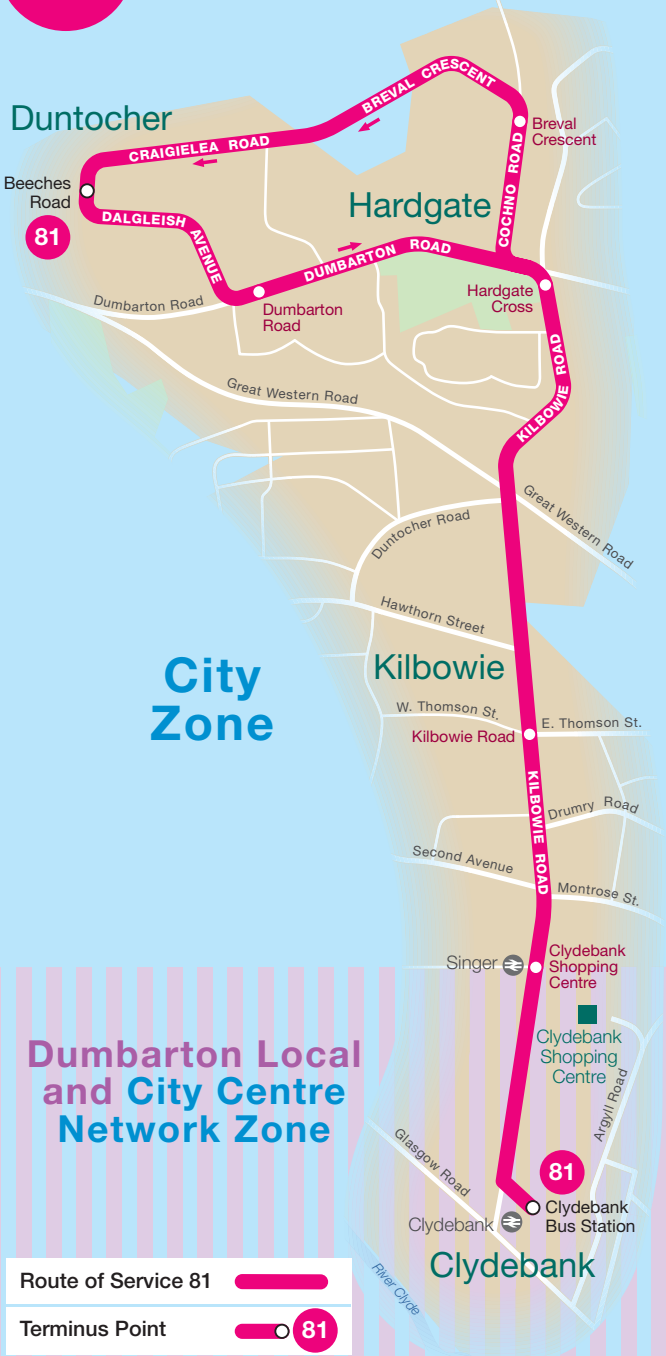 BREVAL CRESCENT
Duntocher
CRAIGIELEA ROAD
Breval
Crescent
COCHNO ROAD
Beeches
Road
81
Hardgate
DALGLEISH AVENUE
DUMBARTON ROAD
Hardgate
Cross
Dumbarton Road
Dumbarton
Road
KILBOWIE ROAD
Great Western Road
Great Western Road
Duntocher Road
Hawthorn Street
City
Zone
Kilbowie
W. Thomson St.
E. Thomson St.
Kilbowie Road
KILBOWIE ROAD
Drumry Road
Second Avenue
Montrose St.
Singer
Clydebank
Shopping
Centre
Clydebank
Shopping
Centre
Dumbarton Local
and City Centre
Network Zone
Argyll Road
Glasgow Road
81
Clydebank
Bus Station
Clydebank
Clydebank
River Clyde
Route of Service 81
Terminus Point
81